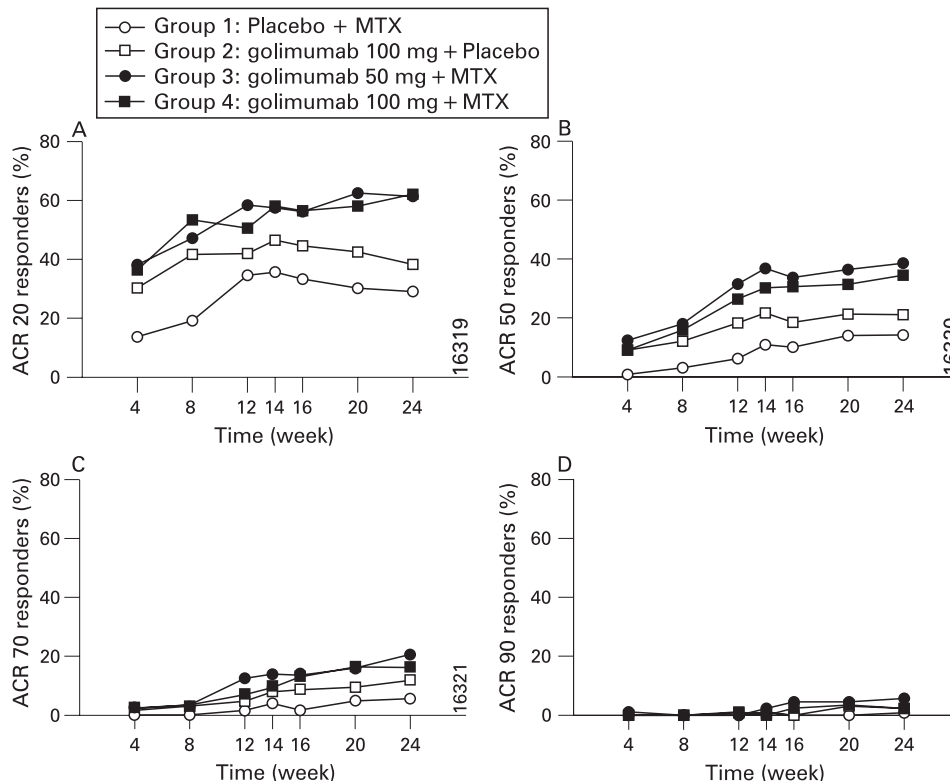 Group 1: Placebo + MTX
Group 2: golimumab 100 mg + Placebo
Group 3: golimumab 50 mg + MTX
Group 4: golimumab 100 mg + MTX
A
ACR 20 responders (%)
80
60
40
20
0
4 8 12 14 16 20 24
Time (week)
16319
B
ACR 50 responders (%)
80
60
40
20
0
4 8 12 14 16 20 24
Time (week)
C
ACR 70 responders (%)
80
60
40
20
0
4 8 12 14 16 20 24
Time (week)
16321
D
ACR 90 responders (%)
80
60
40
20
0
4 8 12 14 16 20 24
Time (week)